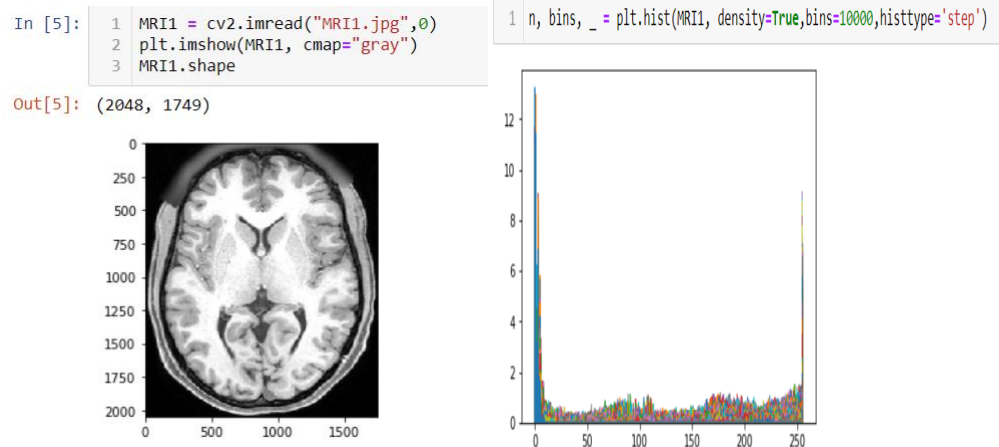 In [5]:
1 MRI1 = cv2.imread("MRI1.jpg",0)
2 plt.imshow(MRI1, cmap="gray")
3 MRI1.shape
Out[5]: (2048, 1749)
0
250
500
750
1000
1250
1500
1750
2000
0 500 1000 1500
1 n, bins, _ = plt.hist(MRI1, density=True,bins=10000,histtype='step')
12
10
8
6
4
2
0
0 50 100 150 200 250